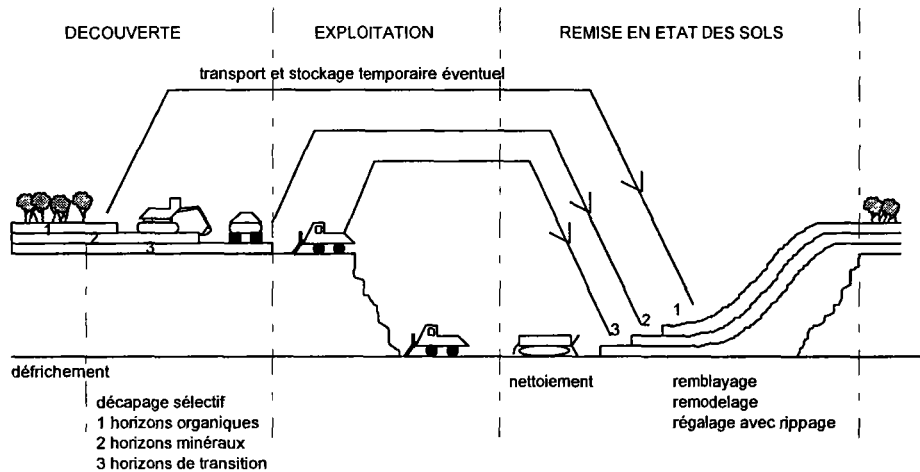 DECOUVERTE
EXPLOITATION
REMISE EN ETAT DES SOLS
transport et stockage temporaire éventuel
1
2
3
3
2
1
défrichement
nettoiement
remblayage
remodelage
régalage avec rippage
décapage sélectif
1 horizons organiques
2 horizons minéraux
3 horizons de transition